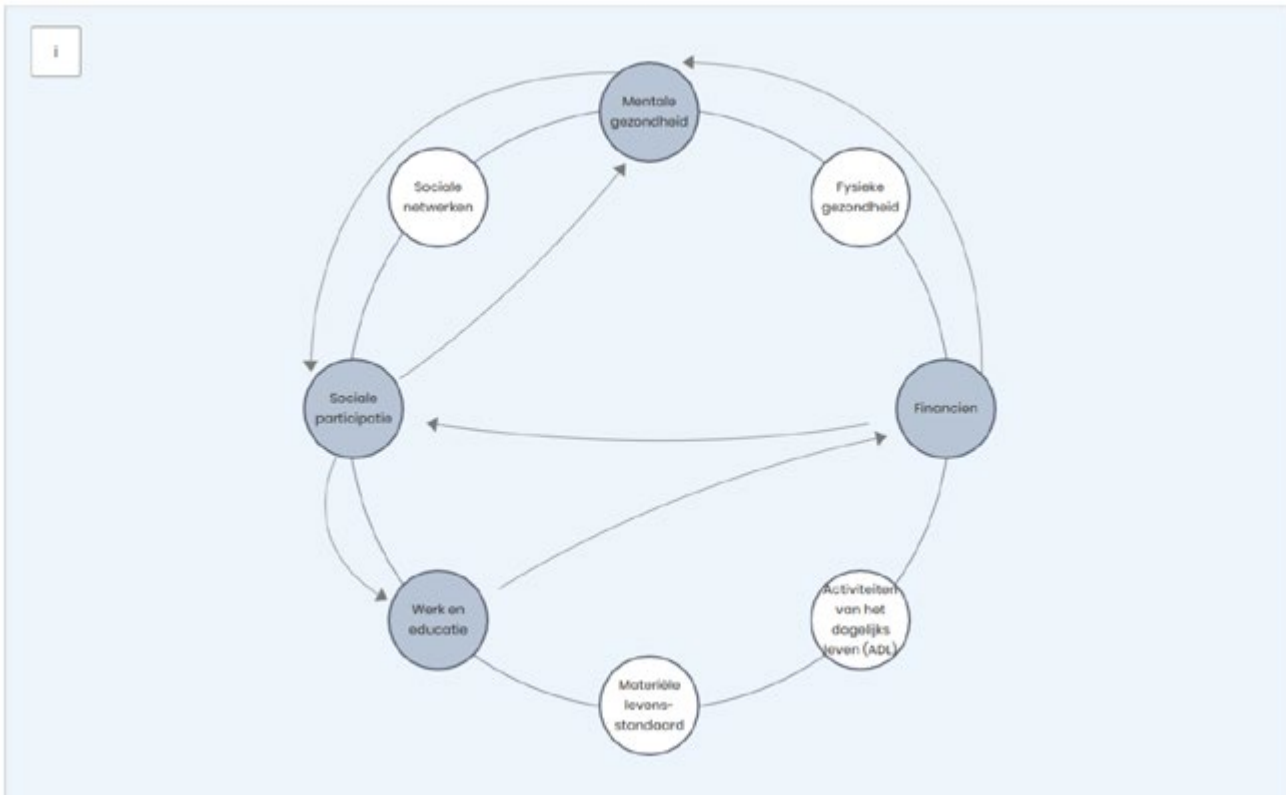 i
Mentale
gezondheid
Sociale
netwerken
Fysieke
gezondheid
Sociale
participatie
Financien
Werk en
educatie
Activiteiten
van het
dagelijks
leven (ADL)
Materiële
levens-
standaard